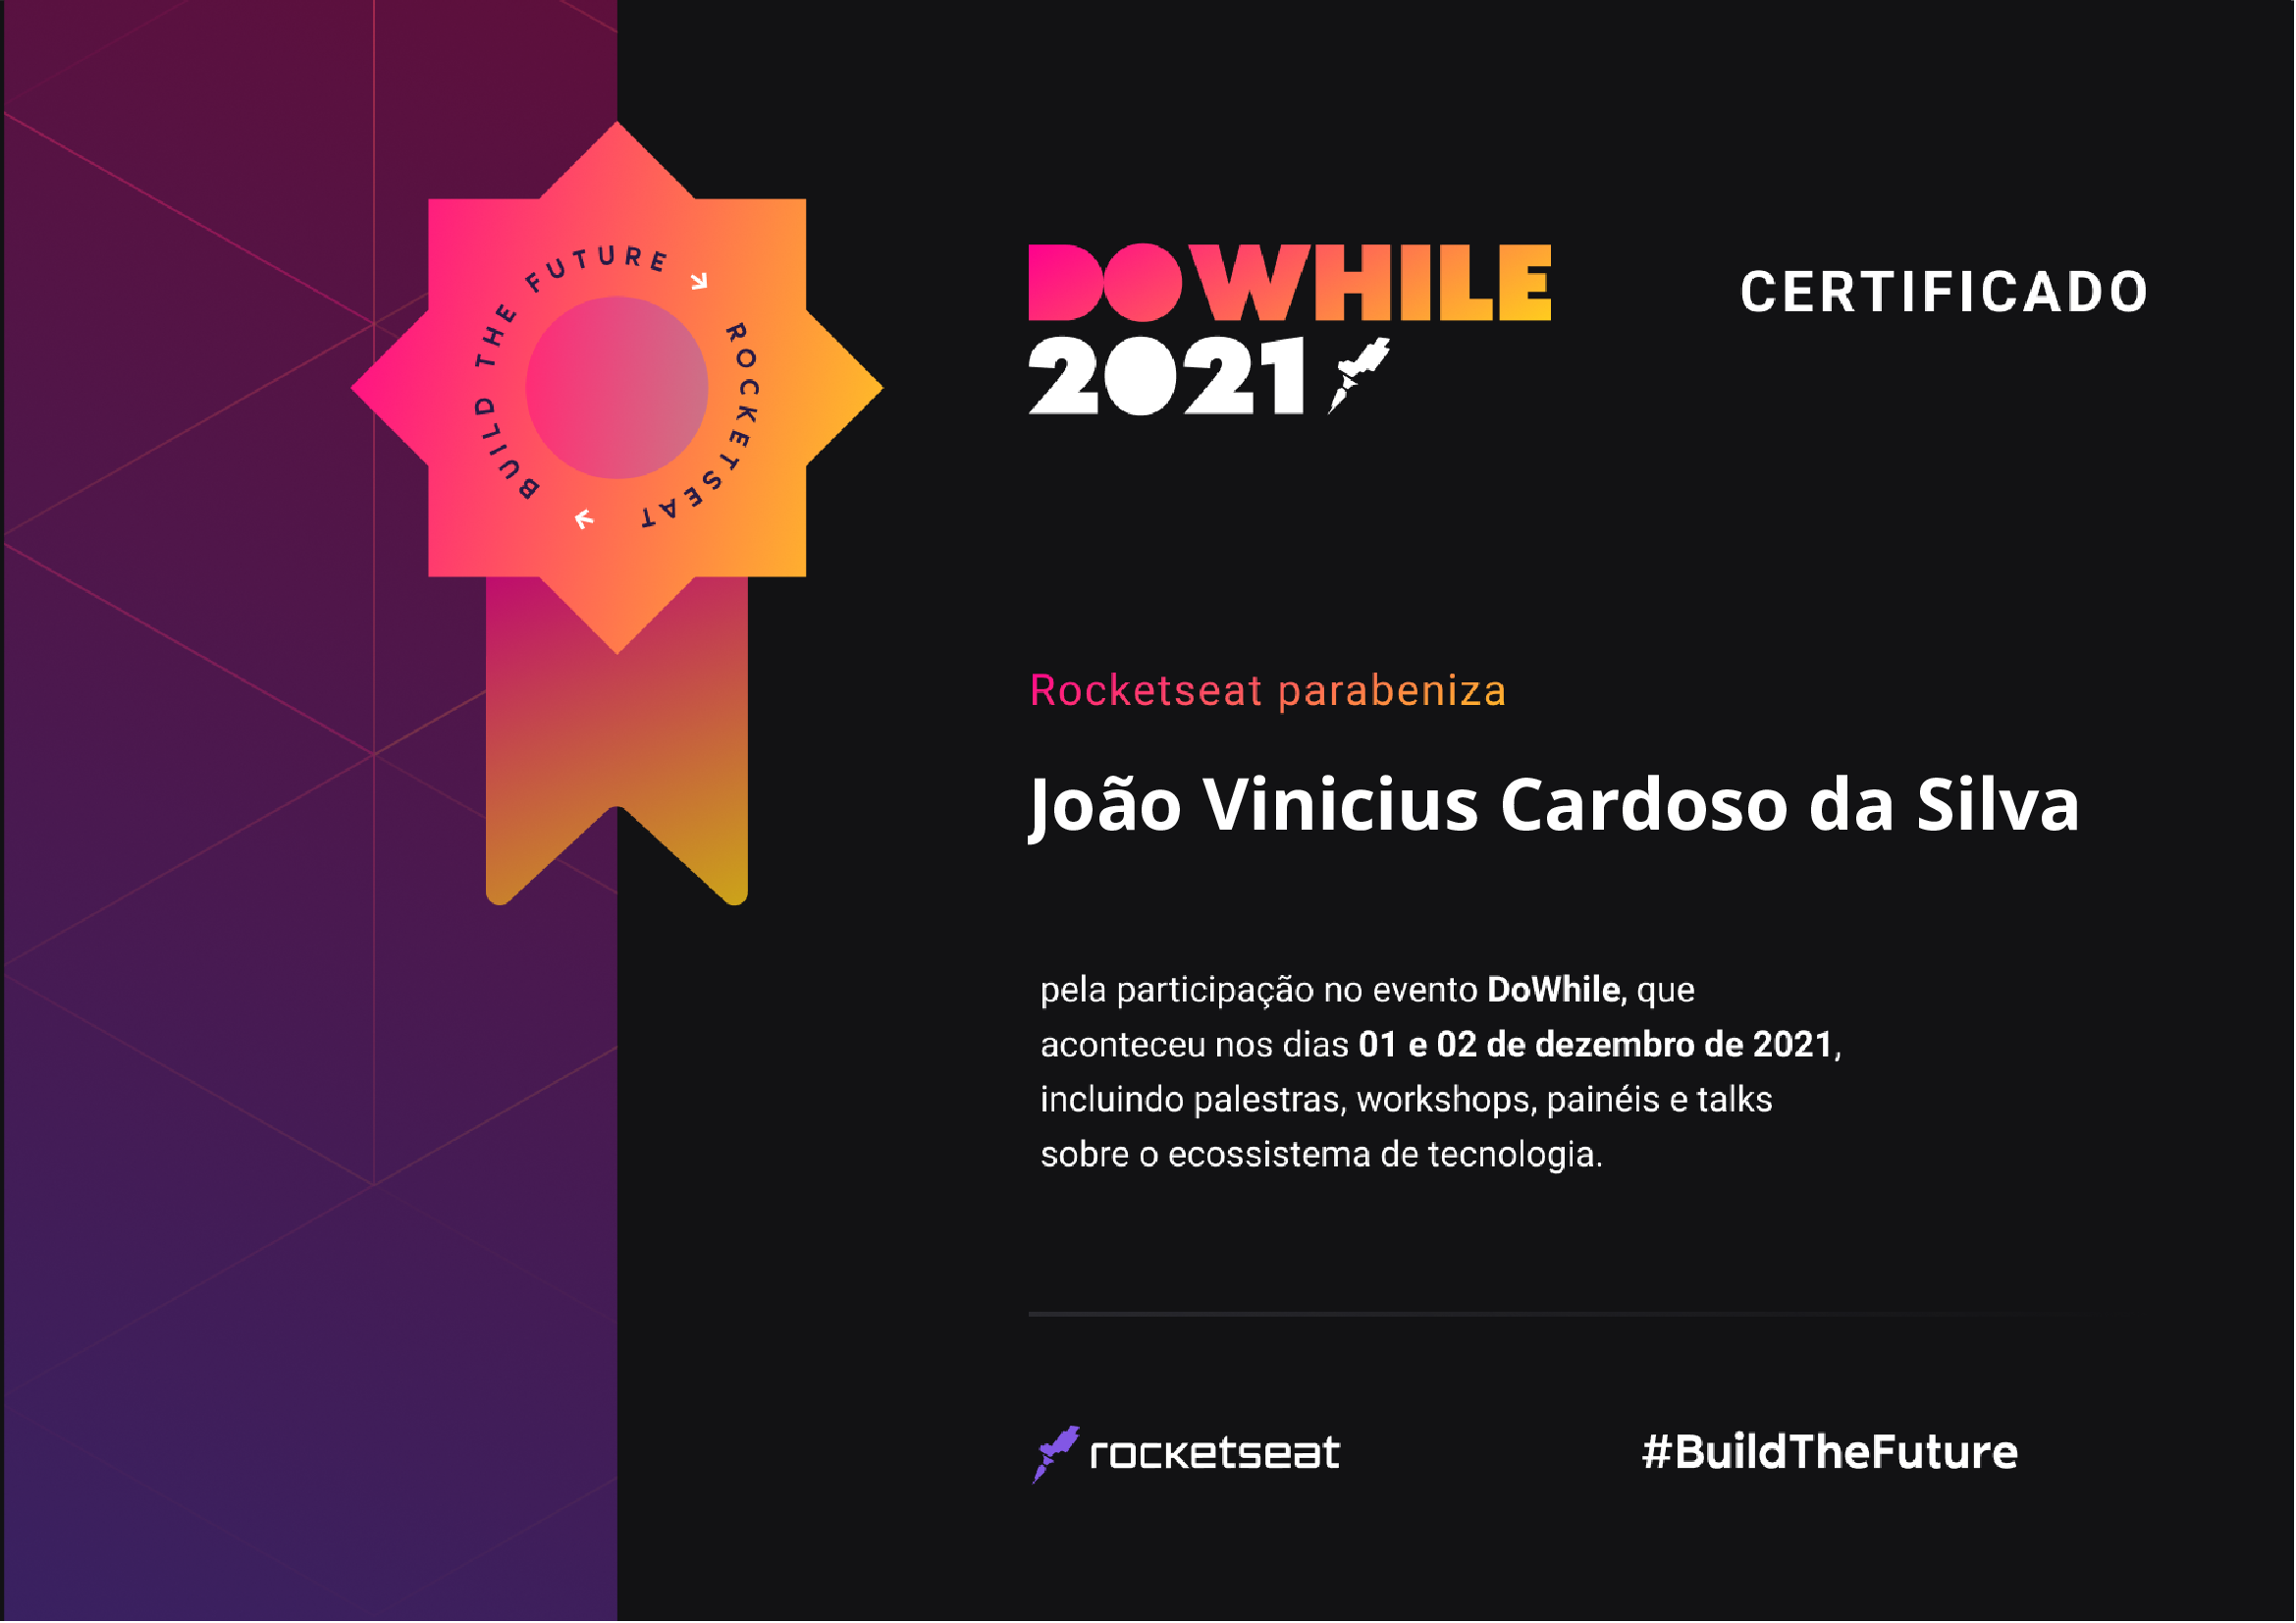 BUILD THE FUTURE → ROCKETSEAT →
DOWHILE
2021
CERTIFICADO
Rocketseat parabeniza
João Vinicius Cardoso da Silva
pela participação no evento DoWhile, que
aconteceu nos dias 01 e 02 de dezembro de 2021,
incluindo palestras, workshops, painéis e talks
sobre o ecossistema de tecnologia.
rocketseat
#BuildTheFuture